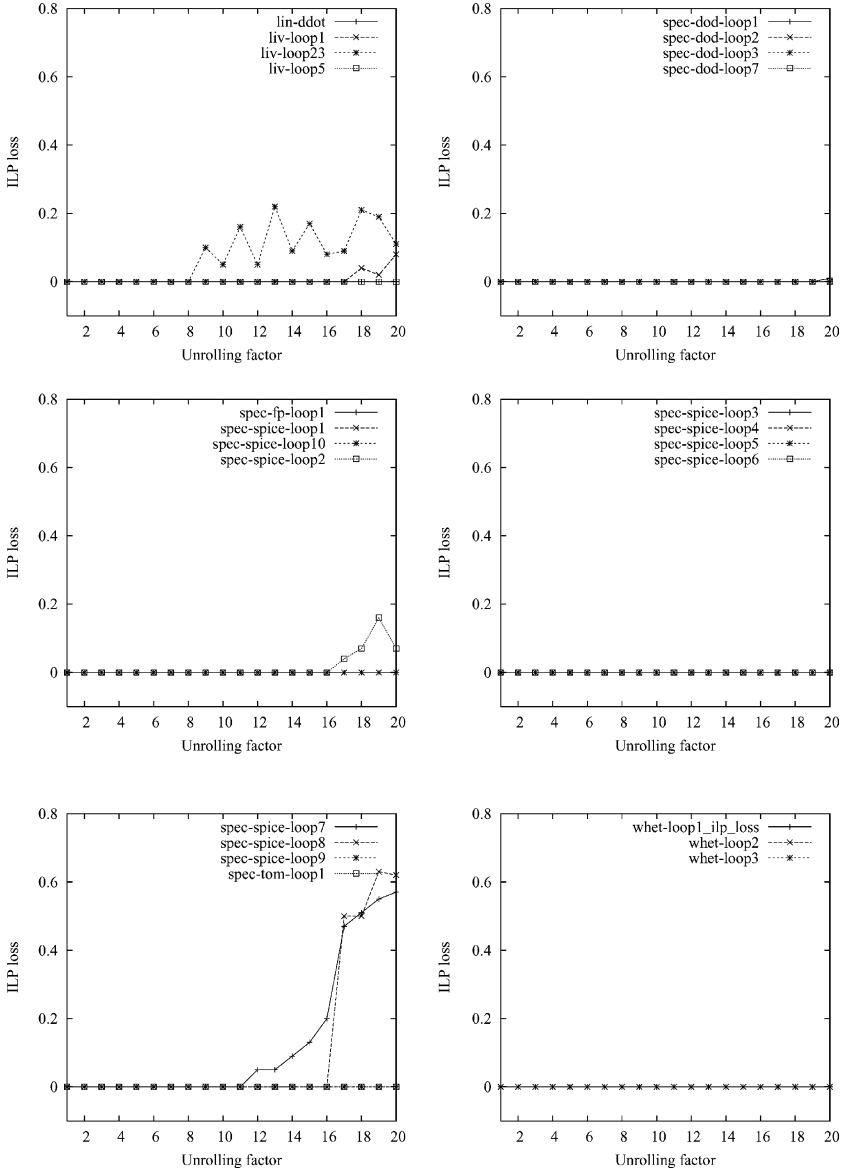 0.8
lin-ddot
liv-loop1
liv-loop23
liv-loop5
0.6
0.4
0.2
0
ILP loss
2 4 6 8 10 12 14 16 18 20
Unrolling factor
0.8
spec-dod-loop1
spec-dod-loop2
spec-dod-loop3
spec-dod-loop7
0.6
0.4
0.2
0
ILP loss
2 4 6 8 10 12 14 16 18 20
Unrolling factor
0.8
spec-fp-loop1
spec-spice-loop1
spec-spice-loop10
spec-spice-loop2
0.6
0.4
0.2
0
ILP loss
2 4 6 8 10 12 14 16 18 20
Unrolling factor
0.8
spec-spice-loop3
spec-spice-loop4
spec-spice-loop5
spec-spice-loop6
0.6
0.4
0.2
0
ILP loss
2 4 6 8 10 12 14 16 18 20
Unrolling factor
0.8
spec-spice-loop7
spec-spice-loop8
spec-spice-loop9
spec-tom-loop1
0.6
0.4
0.2
0
ILP loss
2 4 6 8 10 12 14 16 18 20
Unrolling factor
0.8
whet-loop1_ilp_loss
whet-loop2
whet-loop3
0.6
0.4
0.2
0
ILP loss
2 4 6 8 10 12 14 16 18 20
Unrolling factor